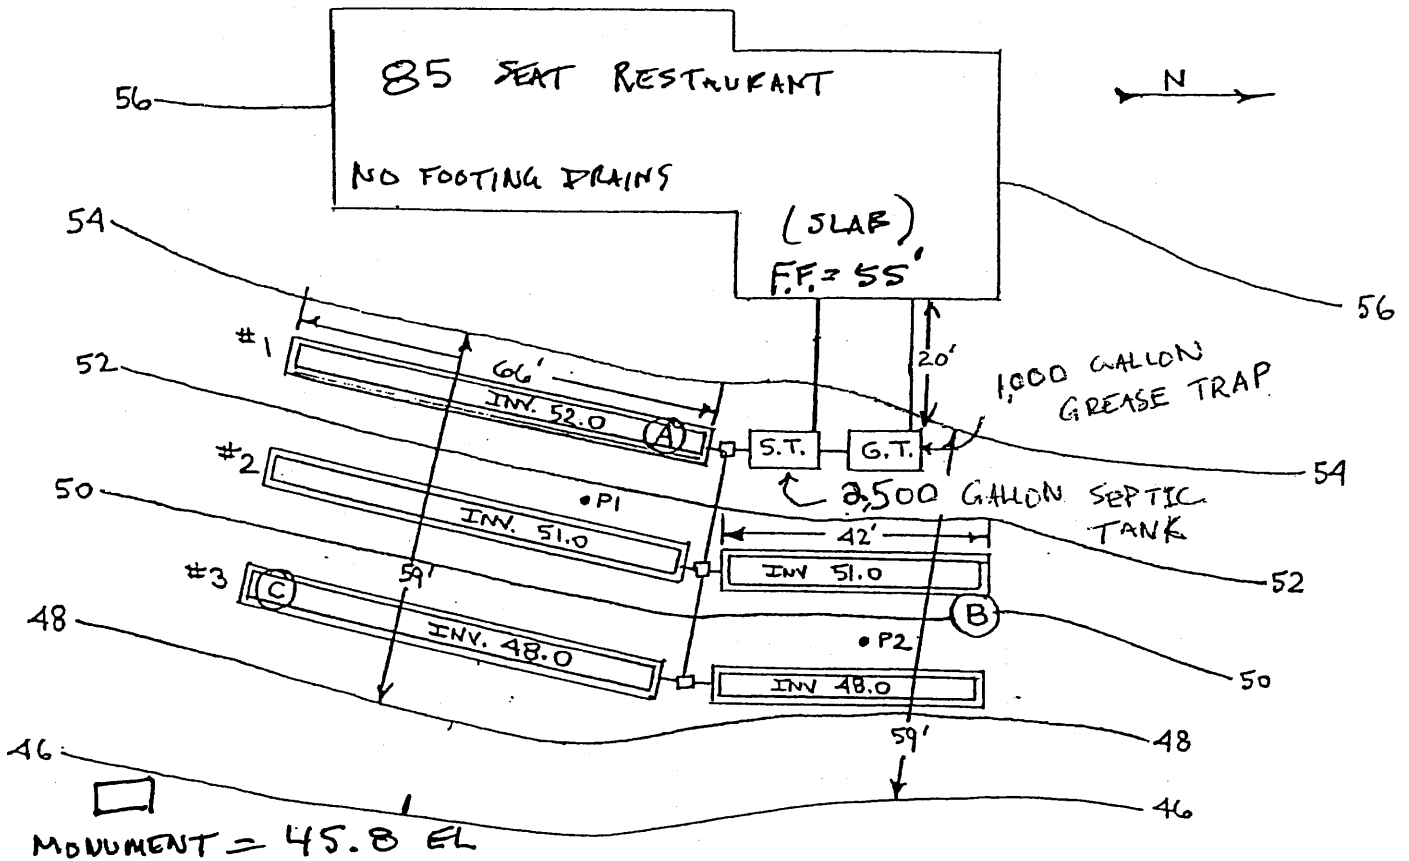 85 SEAT RESTAURANT
N
56
NO FOOTING DRAINS
54
(SLAB)
F.F. = 55'
56
#1
52
66'
20'
1,000 GALLON
GREASE TRAP
INV. 52.0
A
S.T.
G.T.
#2
54
50
P1
2,500 GALLON SEPTIC
TANK
INV. 51.0
42'
#3
59'
INV 51.0
52
C
B
48
INV. 48.0
P2
50
INV 48.0
59'
48
46
46
MONUMENT = 45.8 EL